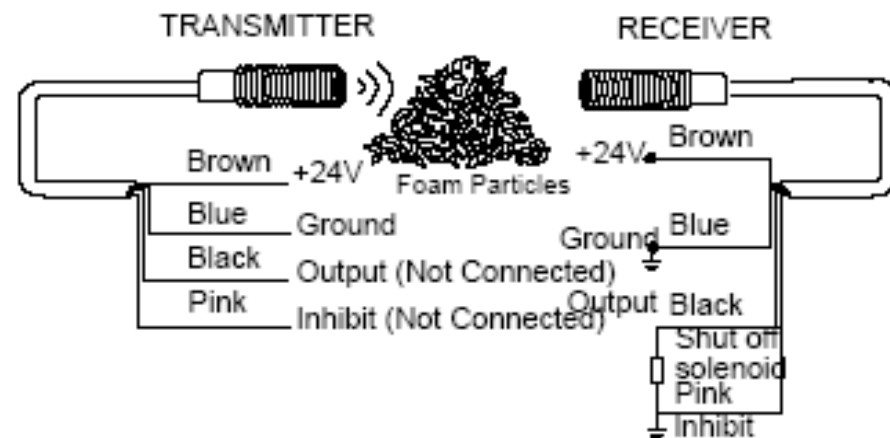 TRANSMITTER
RECEIVER
Foam Particles
Brown +24V
Blue Ground
Black Output (Not Connected)
Pink Inhibit (Not Connected)
+24V Brown
Ground Blue
Output Black
Shut off
solenoid
Pink
Inhibit